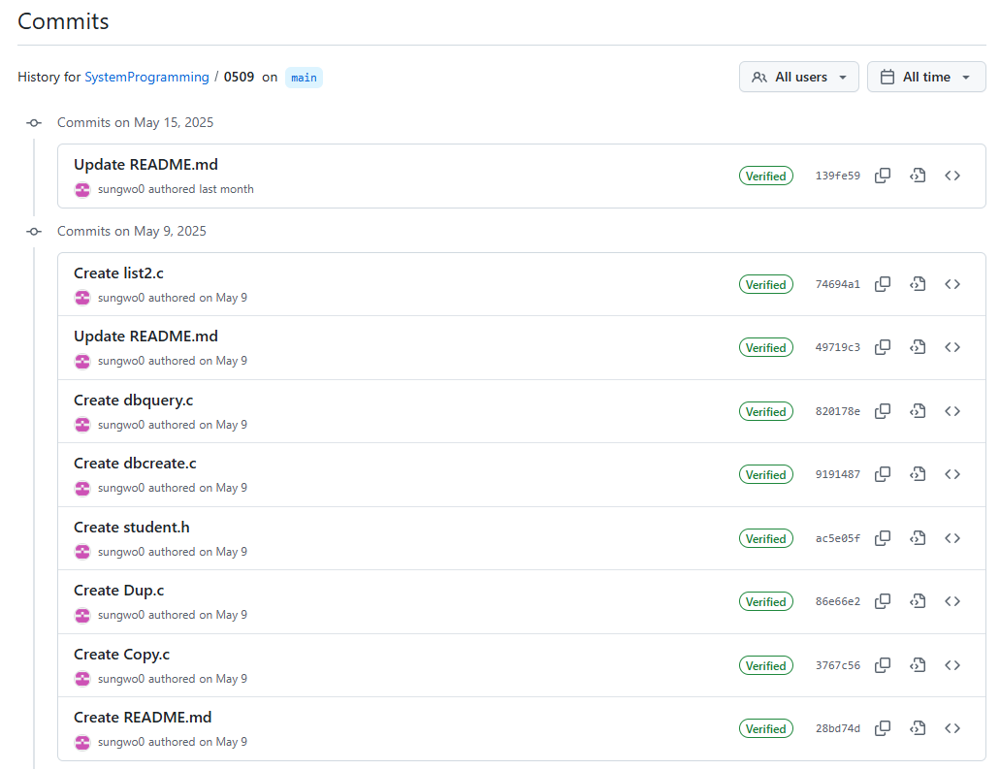 Commits
History for SystemProgramming / 0509 on main
All users
All time
Commits on May 15, 2025
Update README.md
sungwo0 authored last month
Verified
139fe59
Commits on May 9, 2025
Create list2.c
sungwo0 authored on May 9
Verified
74694a1
Update README.md
sungwo0 authored on May 9
Verified
49719c3
Create dbquery.c
sungwo0 authored on May 9
Verified
820178e
Create dbcreate.c
sungwo0 authored on May 9
Verified
9191487
Create student.h
sungwo0 authored on May 9
Verified
ac5e05f
Create Dup.c
sungwo0 authored on May 9
Verified
86e66e2
Create Copy.c
sungwo0 authored on May 9
Verified
3767c56
Create README.md
sungwo0 authored on May 9
Verified
28bd74d